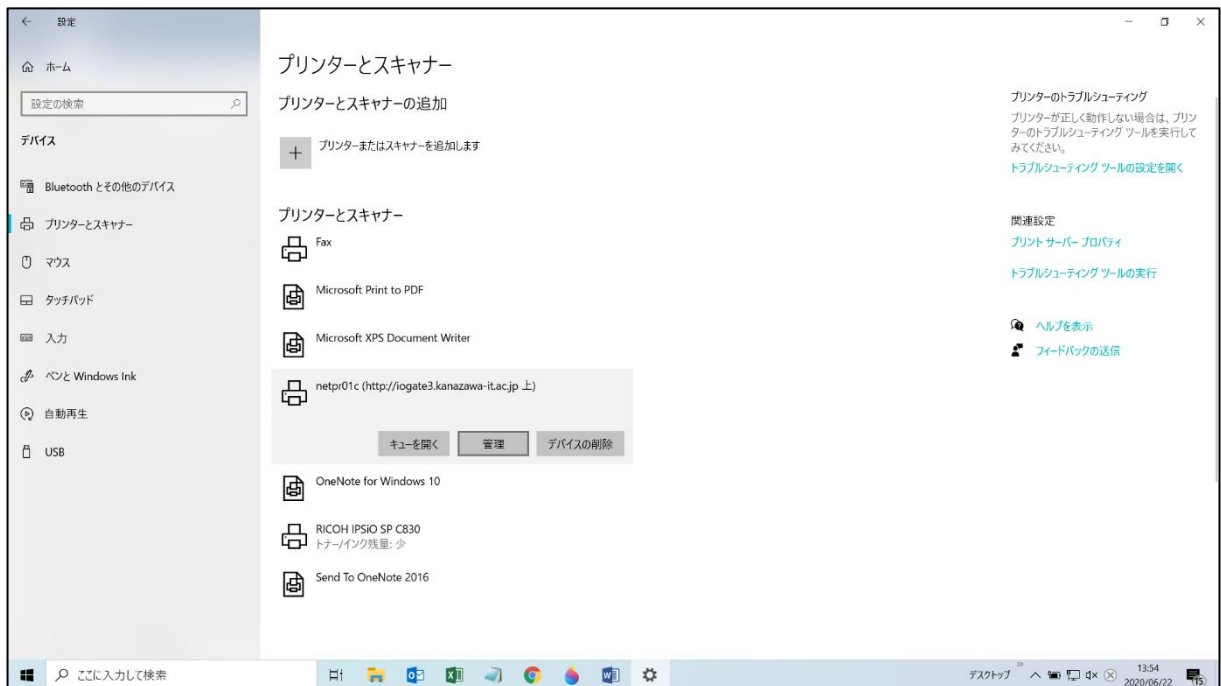 設定
ホーム
設定の検索
デバイス
Bluetooth とその他のデバイス
プリンターとスキャナー
マウス
タッチパッド
入力
ペンと Windows Ink
自動再生
USB
プリンターとスキャナー
プリンターとスキャナーの追加
プリンターまたはスキャナーを追加します
プリンターとスキャナー
Fax
Microsoft Print to PDF
Microsoft XPS Document Writer
netpr01c (http://iogate3.kanazawa-it.ac.jp 上)
キューを開く 管理 デバイスの削除
OneNote for Windows 10
RICOH IPSiO SP C830
トナー/インク残量: 少
Send To OneNote 2016
プリンターのトラブルシューティング
プリンターが正しく動作しない場合は、プリン
ターのトラブルシューティング ツールを実行して
みてください。
トラブルシューティング ツールの設定を開く
関連設定
プリント サーバー プロパティ
トラブルシューティング ツールの実行
ヘルプを表示
フィードバックの送信
ここに入力して検索
デスクトップ
13:54
2020/06/22
15